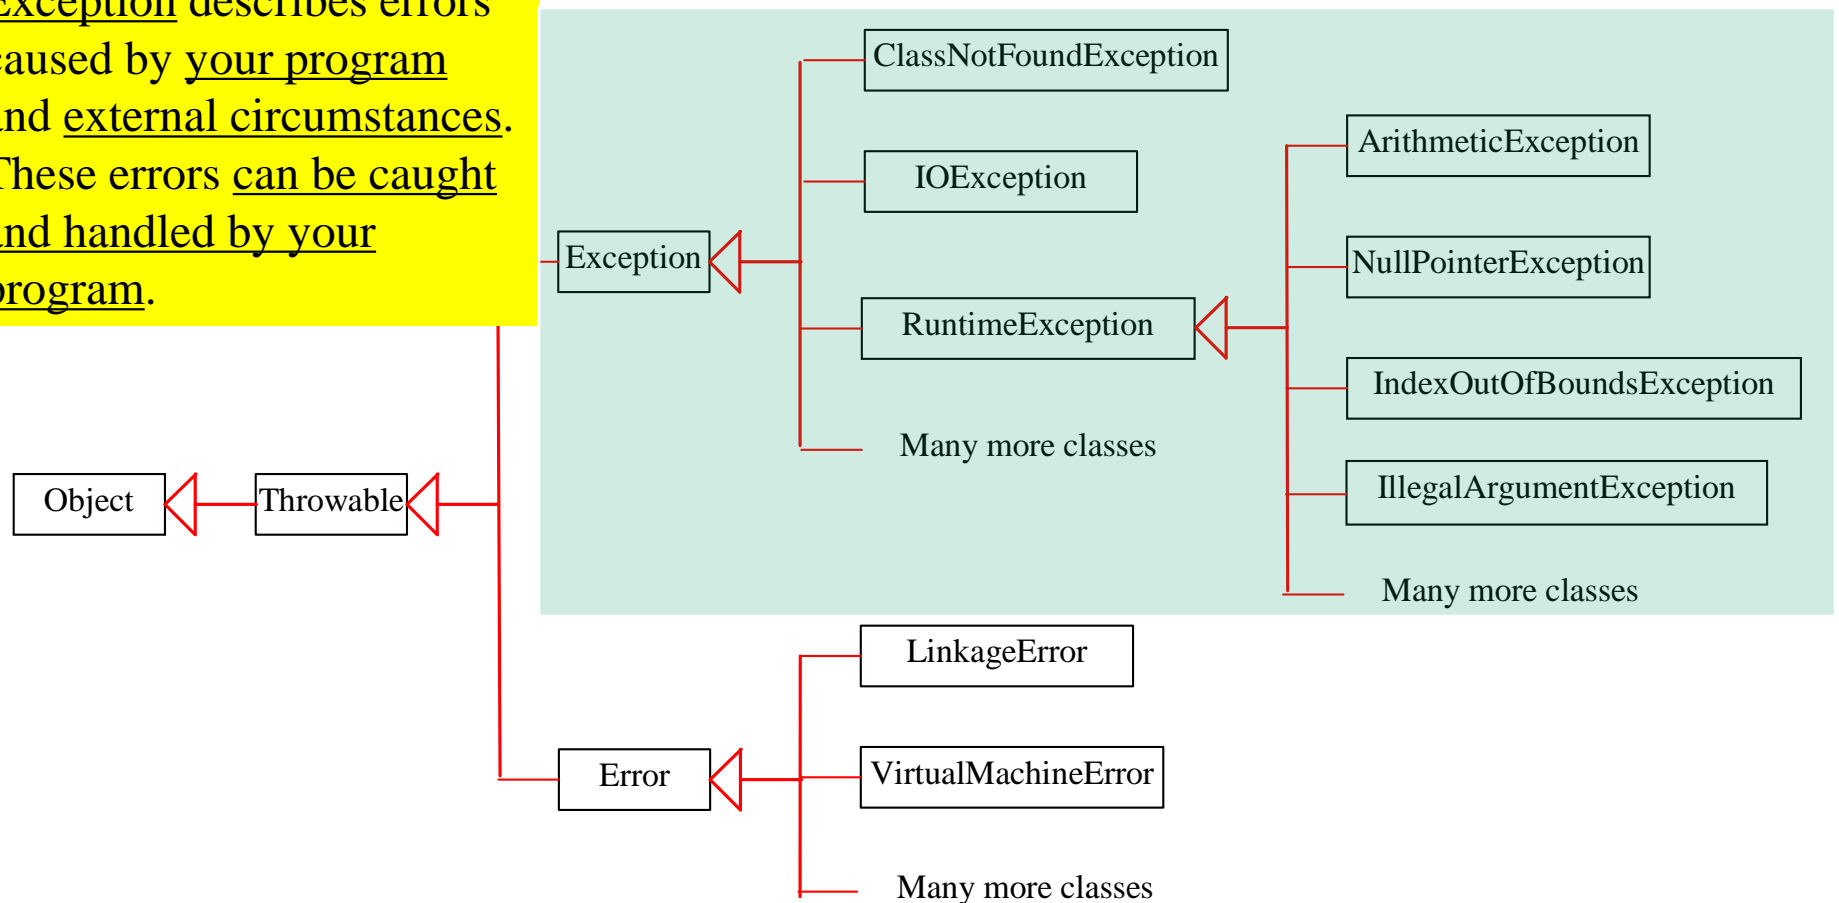 Exception describes errors
caused by your program
and external circumstances.
These errors can be caught
and handled by your
program.
ClassNotFoundException
ArithmeticException
IOException
Exception
NullPointerException
RuntimeException
IndexOutOfBoundsException
Many more classes
Object
Throwable
IllegalArgumentException
Many more classes
LinkageError
Error
VirtualMachineError
Many more classes